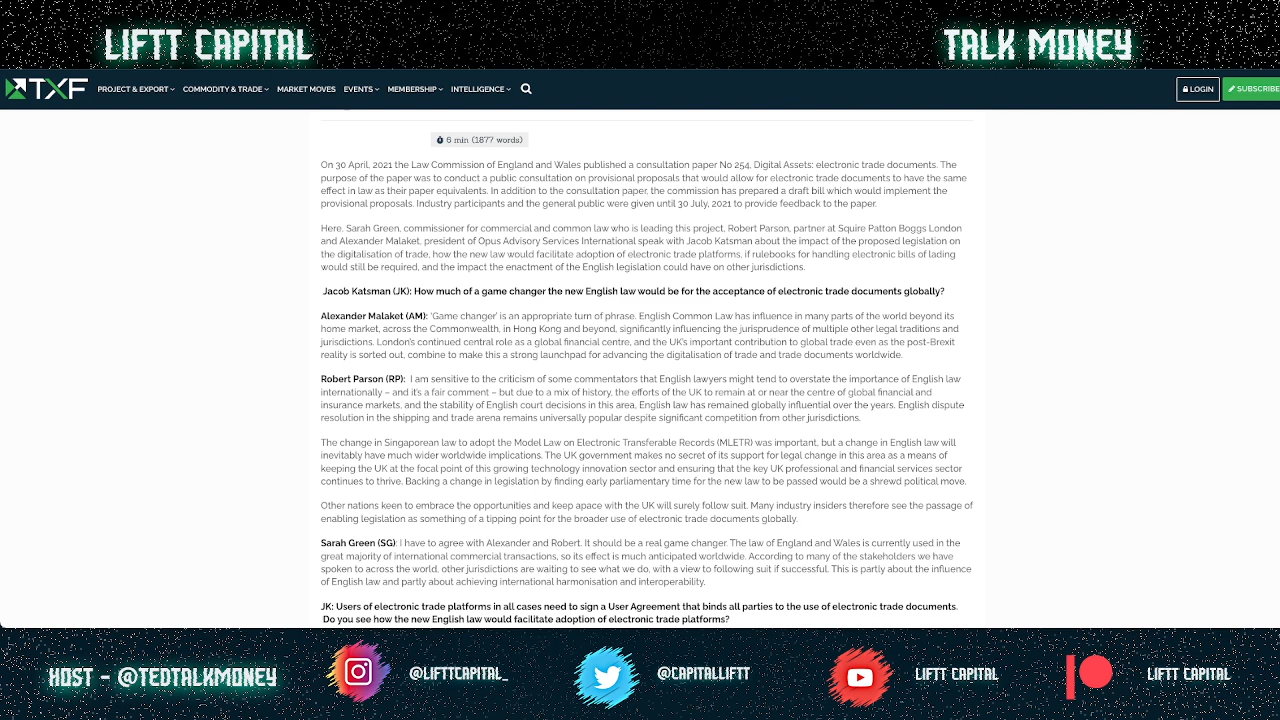 LIFTT CAPITAL
TALK MONEY
TXF
PROJECT & EXPORT
COMMODITY & TRADE
MARKET MOVES
EVENTS
MEMBERSHIP
INTELLIGENCE
LOGIN
SUBSCRIBE
6 min (1877 words)
On 30 April, 2021 the Law Commission of England and Wales published a consultation paper No 254, Digital Assets: electronic trade documents. The
purpose of the paper was to conduct a public consultation on provisional proposals that would allow for electronic trade documents to have the same
effect in law as their paper equivalents. In addition to the consultation paper, the commission has prepared a draft bill which would implement the
provisional proposals. Industry participants and the general public were given until 30 July, 2021 to provide feedback to the paper.
Here, Sarah Green, commissioner for commercial and common law who is leading this project, Robert Parson, partner at Squire Patton Boggs London
and Alexander Malaket, president of Opus Advisory Services International speak with Jacob Katsman about the impact of the proposed legislation on
the digitalisation of trade, how the new law would facilitate adoption of electronic trade platforms, if rulebooks for handling electronic bills of lading
would still be required, and the impact the enactment of the English legislation could have on other jurisdictions.
Jacob Katsman (JK): How much of a game changer the new English law would be for the acceptance of electronic trade documents globally?
Alexander Malaket (AM): 'Game changer' is an appropriate turn of phrase. English Common Law has influence in many parts of the world beyond its
home market, across the Commonwealth, in Hong Kong and beyond, significantly influencing the jurisprudence of multiple other legal traditions and
jurisdictions. London's continued central role as a global financial centre, and the UK's important contribution to global trade even as the post-Brexit
reality is sorted out, combine to make this a strong launchpad for advancing the digitalisation of trade and trade documents worldwide.
Robert Parson (RP): I am sensitive to the criticism of some commentators that English lawyers might tend to overstate the importance of English law
internationally – and it's a fair comment – but due to a mix of history, the efforts of the UK to remain at or near the centre of global financial and
insurance markets, and the stability of English court decisions in this area, English law has remained globally influential over the years. English dispute
resolution in the shipping and trade arena remains universally popular despite significant competition from other jurisdictions.
The change in Singaporean law to adopt the Model Law on Electronic Transferable Records (MLETR) was important, but a change in English law will
inevitably have much wider worldwide implications. The UK government makes no secret of its support for legal change in this area as a means of
keeping the UK at the focal point of this growing technology innovation sector and ensuring that the key UK professional and financial services sector
continues to thrive. Backing a change in legislation by finding early parliamentary time for the new law to be passed would be a shrewd political move.
Other nations keen to embrace the opportunities and keep apace with the UK will surely follow suit. Many industry insiders therefore see the passage of
enabling legislation as something of a tipping point for the broader use of electronic trade documents globally.
Sarah Green (SG): I have to agree with Alexander and Robert. It should be a real game changer. The law of England and Wales is currently used in the
great majority of international commercial transactions, so its effect is much anticipated worldwide. According to many of the stakeholders we have
spoken to across the world, other jurisdictions are waiting to see what we do, with a view to following suit if successful. This is partly about the influence
of English law and partly about achieving international harmonisation and interoperability.
JK: Users of electronic trade platforms in all cases need to sign a User Agreement that binds all parties to the use of electronic trade documents.
Do you see how the new English law would facilitate adoption of electronic trade platforms?
HOST - @TEDTALKMONEY
@LIFTTCAPITAL_
@CAPITALLIFTT
LIFTT CAPITAL
LIFTT CAPITAL